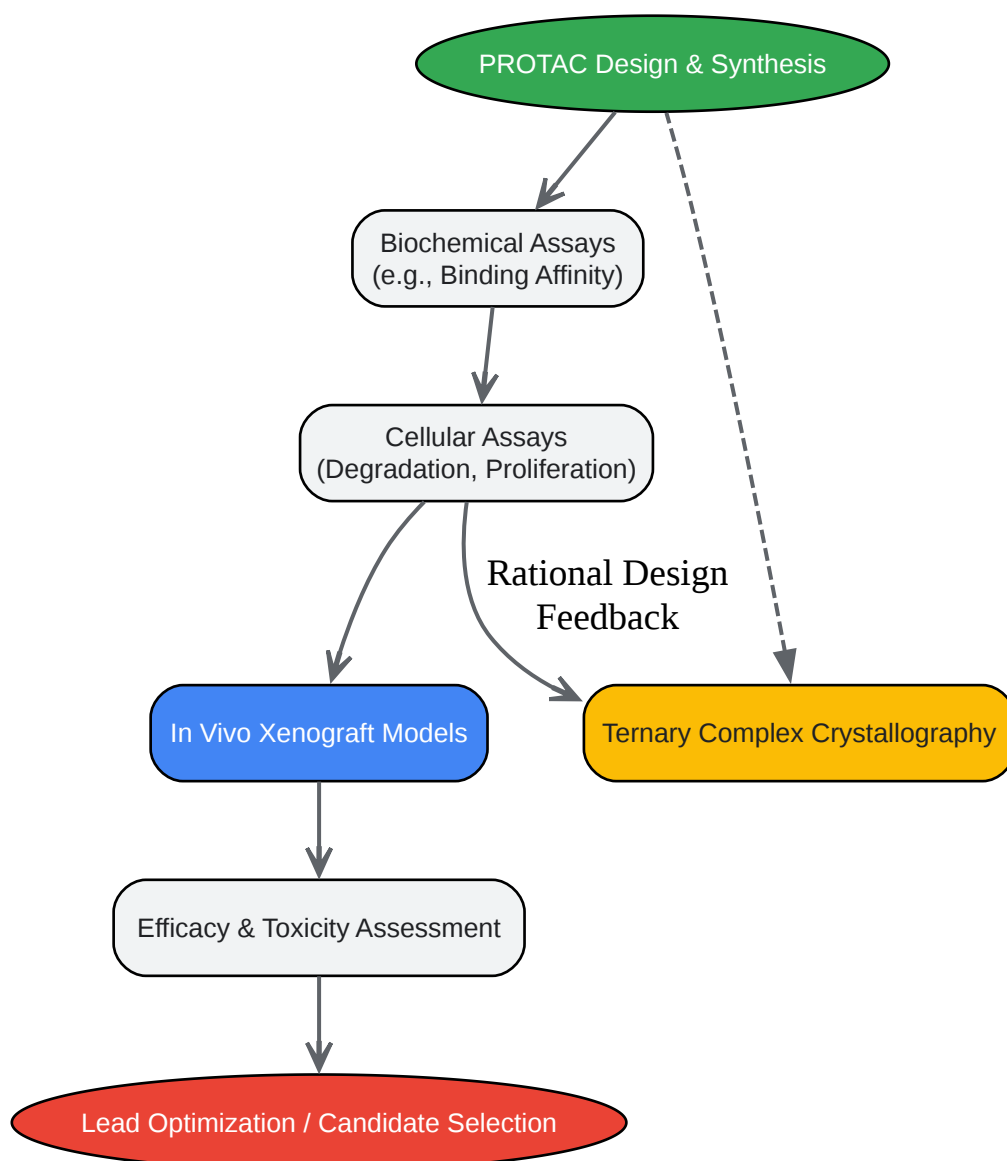 PROTAC Design & Synthesis
Biochemical Assays
(e.g., Binding Affinity)
Cellular Assays
(Degradation, Proliferation)
Rational Design
Feedback
In Vivo Xenograft Models
Ternary Complex Crystallography
Efficacy & Toxicity Assessment
Lead Optimization / Candidate Selection